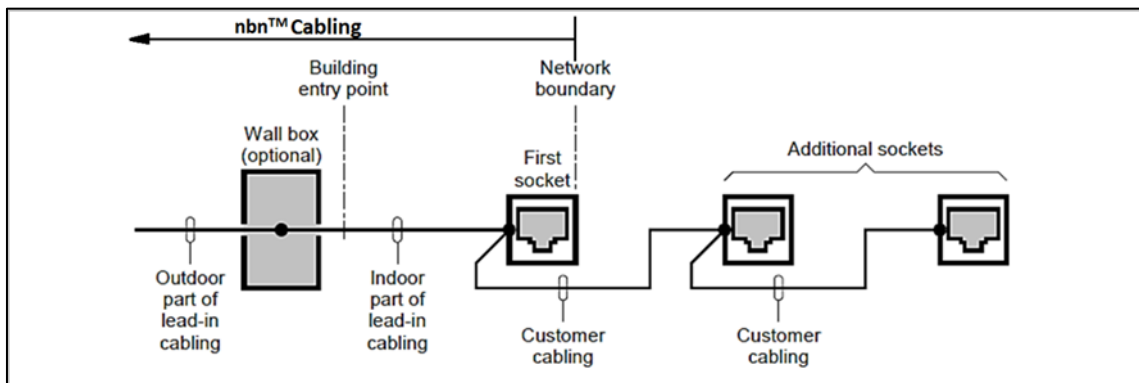 nbn™ Cabling
Building
entry point
Network
boundary
Wall box
(optional)
First
socket
Additional sockets
Outdoor
part of
lead-in
cabling
Indoor
part of
lead-in
cabling
Customer
cabling
Customer
cabling